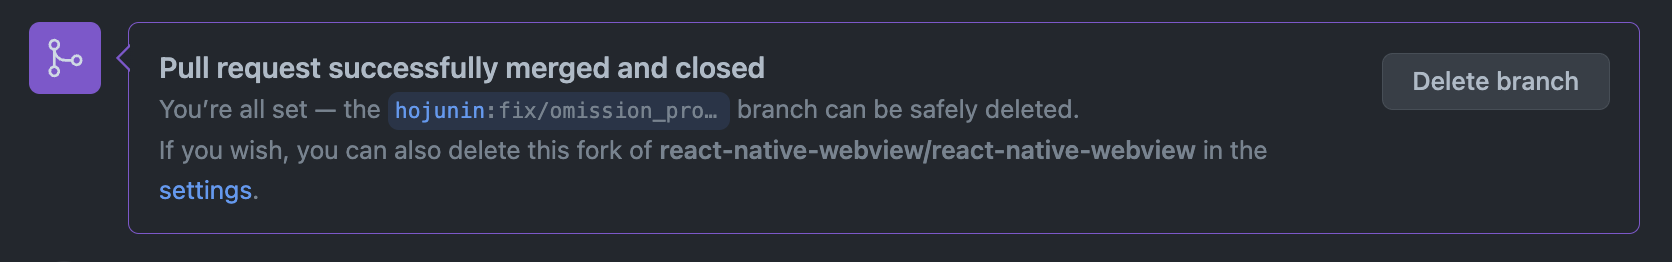 Pull request successfully merged and closed
Delete branch
You’re all set — the hojunin:fix/omission_pro… branch can be safely deleted.
If you wish, you can also delete this fork of react-native-webview/react-native-webview in the
settings.